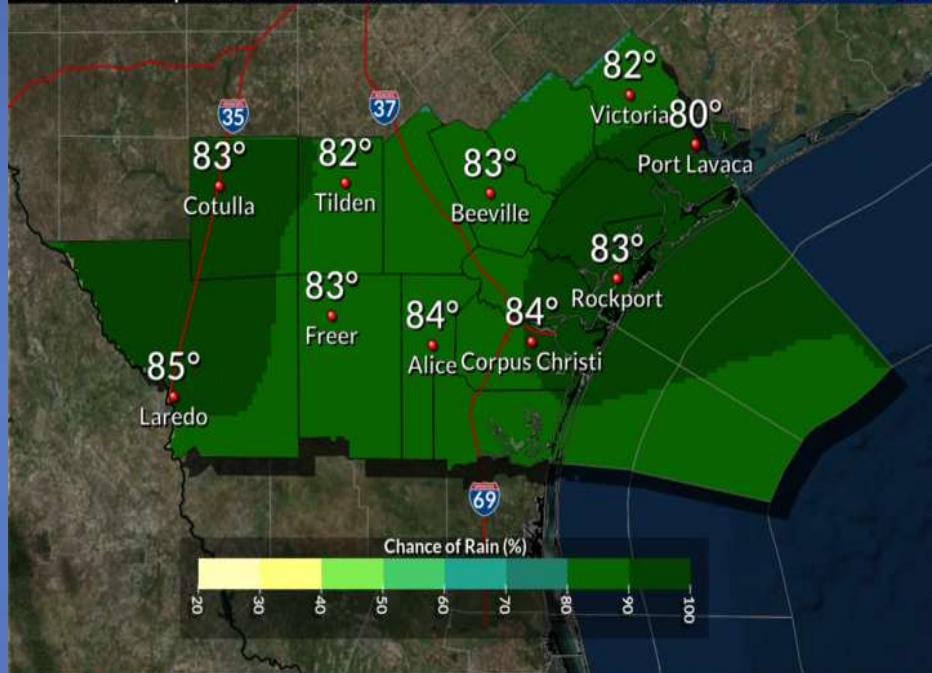 82°
Victoria
80°
Port Lavaca
35
37
83°
Cotulla
82°
Tilden
83°
Beeville
83°
Rockport
83°
Freer
84°
Alice
84°
Corpus Christi
85°
Laredo
69
Chance of Rain (%)
20 30 40 50 60 70 80 90 100